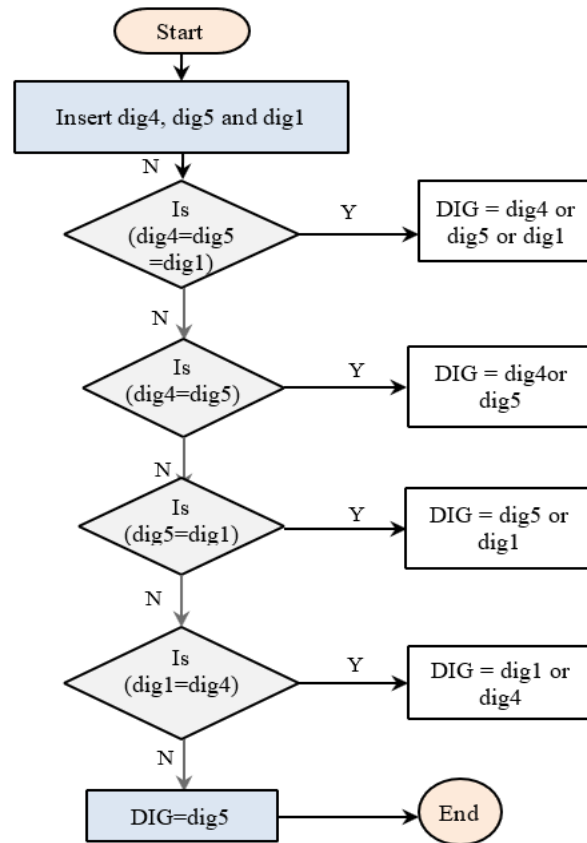 Start
Insert dig4, dig5 and dig1
N
Is
(dig4=dig5
=dig1)
Y
DIG = dig4 or
dig5 or dig1
N
Is
(dig4=dig5)
Y
DIG = dig4or
dig5
N
Is
(dig5=dig1)
Y
DIG = dig5 or
dig1
N
Is
(dig1=dig4)
Y
DIG = dig1 or
dig4
N
DIG=dig5
End